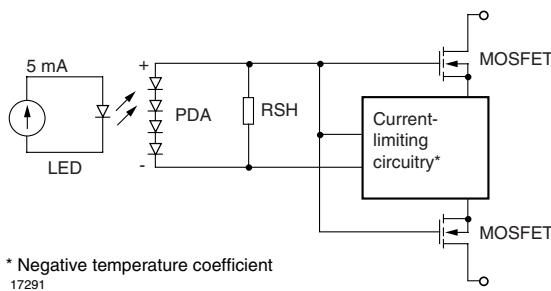 5 mA
LED
+
-
PDA
RSH
MOSFET
Current-
limiting
circuitry*
MOSFET
* Negative temperature coefficient
17291